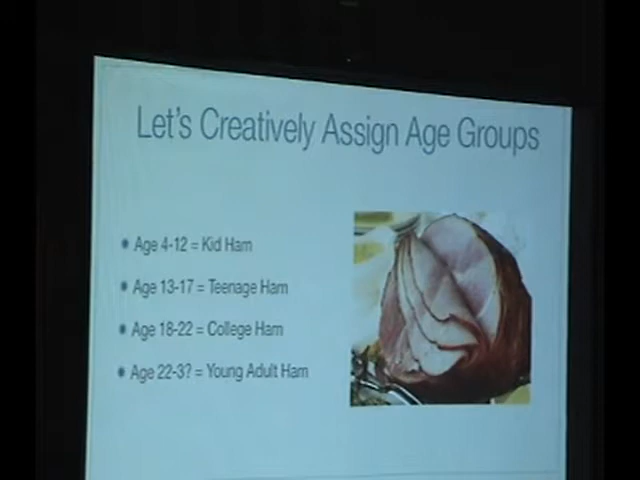 Let's Creatively Assign Age Groups
Age 4-12 = Kid Ham
Age 13-17 = Teenage Ham
Age 18-22 = College Ham
Age 22-3? = Young Adult Ham